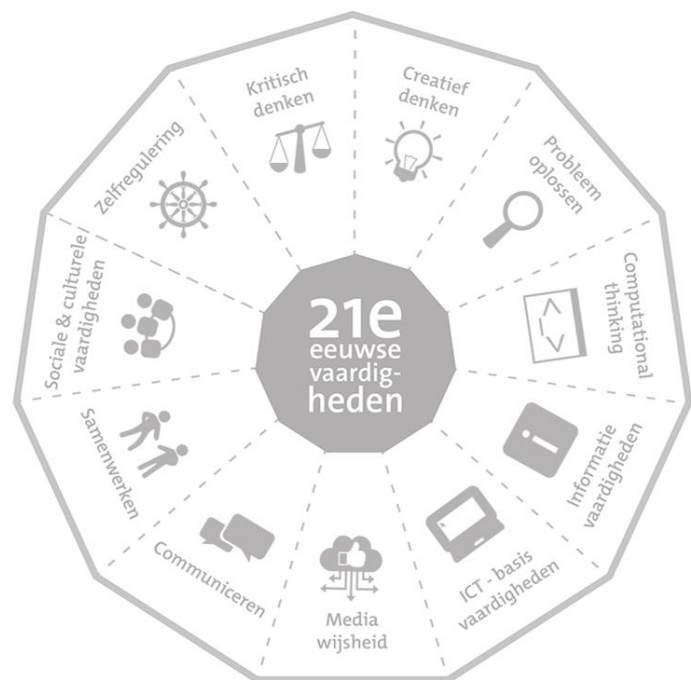 21e
eeuwse
vaardig-
heden
Kritisch
denken
Creatief
denken
Probleem
oplossen
Computational
thinking
Informatie
vaardigheden
ICT - basis
vaardigheden
Media
wijsheid
Communiceren
Samenwerken
Sociale & culturele
vaardigheden
Zelfregulering